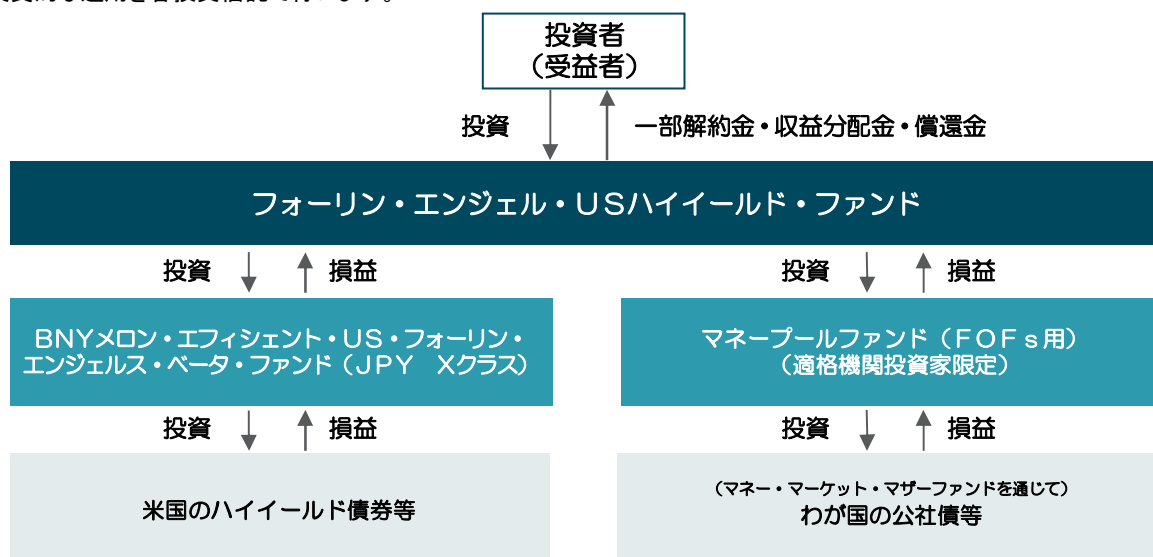 投資者
（受益者）
投資
一部解約金・収益分配金・償還金
フォーリン・エンジェル・ＵＳハイイールド・ファンド
投資
損益
投資
損益
ＢＮＹメロン・エフィシェント・ＵＳ・フォーリン・
エンジェルス・ベータ・ファンド（ＪＰＹ　Ｘクラス）
マネープールファンド（ＦＯＦｓ用）
（適格機関投資家限定）
投資
損益
投資
損益
米国のハイイールド債券等
（マネー・マーケット・マザーファンドを通じて）
わが国の公社債等